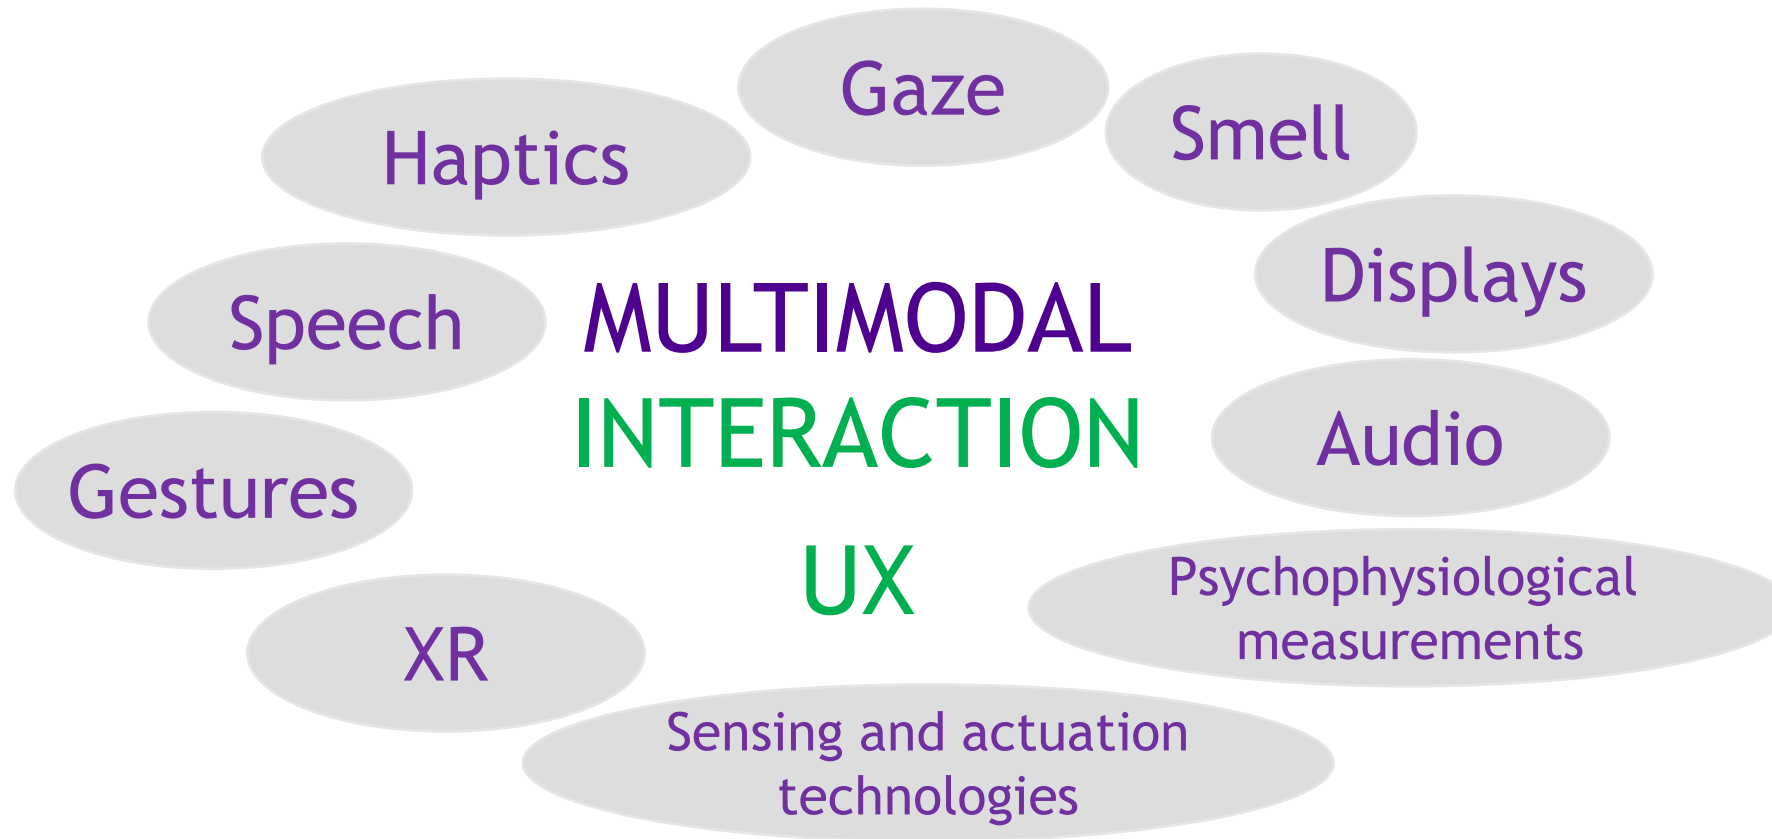 Gaze
Smell
Haptics
Displays
Speech
MULTIMODAL
INTERACTION
UX
Audio
Gestures
Psychophysiological
measurements
XR
Sensing and actuation
technologies